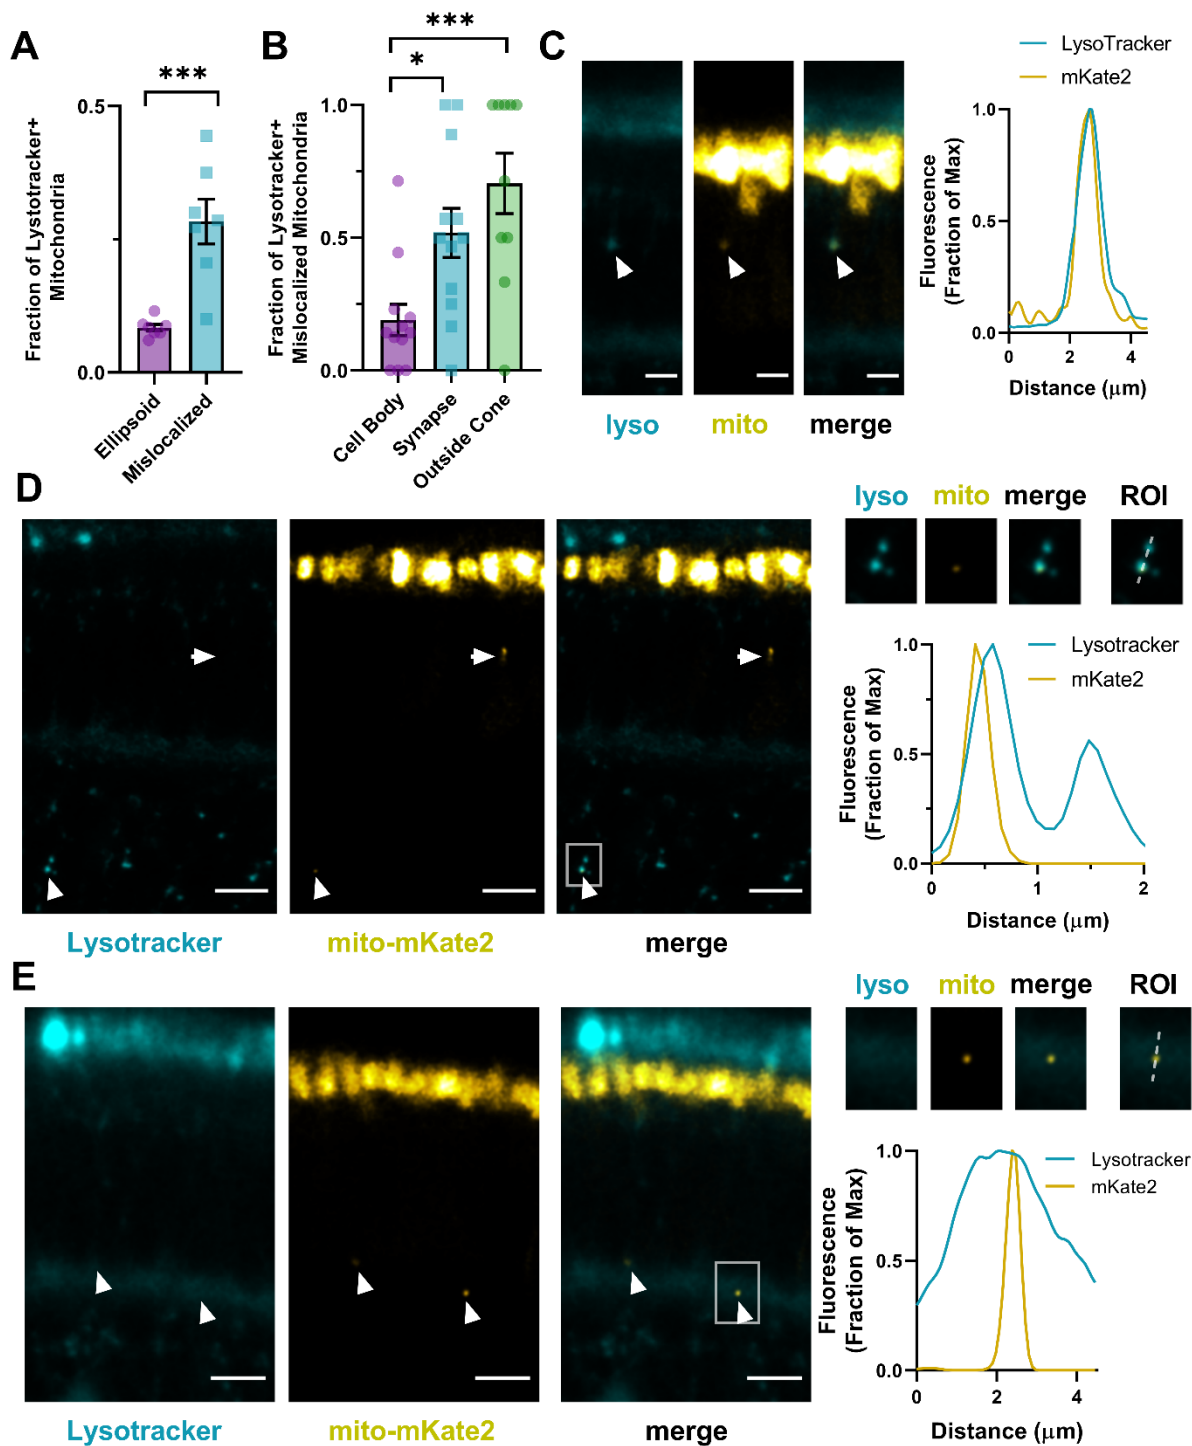 A
***
Fraction of Lystotracker+
Mitochondria
0.5
0.0
Ellipsoid
Mislocalized
B
***
*
Fraction of Lysotracker+
Mislocalized Mitochondria
1.0
0.5
0.0
Cell Body
Synapse
Outside Cone
C
lyso
mito
merge
LysoTracker
mKate2
Fluorescence
(Fraction of Max)
1.0
0.5
0.0
0 2 4
Distance (μm)
D
Lysotracker
mito-mKate2
merge
lyso mito merge ROI
Lysotracker
mKate2
Fluorescence
(Fraction of Max)
1.0
0.5
0.0
0 1 2
Distance (μm)
E
Lysotracker
mito-mKate2
merge
lyso mito merge ROI
Lysotracker
mKate2
Fluorescence
(Fraction of Max)
1.0
0.5
0.0
0 2 4
Distance (μm)